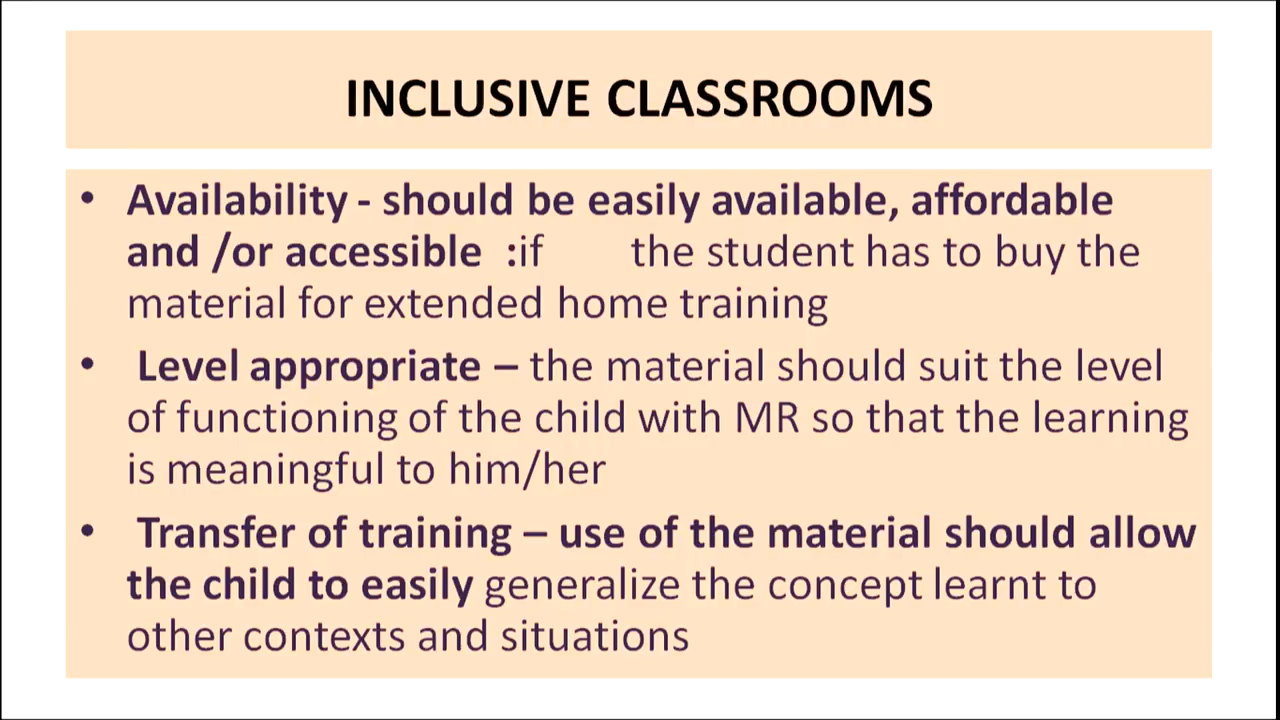 INCLUSIVE CLASSROOMS
• Availability - should be easily available, affordable
and /or accessible :if the student has to buy the
material for extended home training
• Level appropriate – the material should suit the level
of functioning of the child with MR so that the learning
is meaningful to him/her
• Transfer of training – use of the material should allow
the child to easily generalize the concept learnt to
other contexts and situations